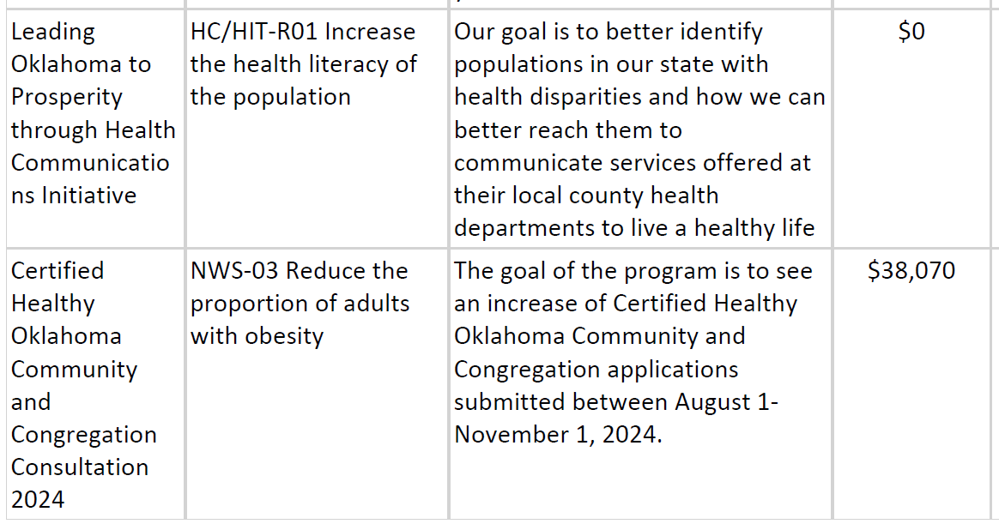 Leading
Oklahoma to
Prosperity
through Health
Communicatio
ns Initiative
HC/HIT-R01 Increase
the health literacy of
the population
Our goal is to better identify
populations in our state with
health disparities and how we can
better reach them to
communicate services offered at
their local county health
departments to live a healthy life
$0
Certified
Healthy
Oklahoma
Community
and
Congregation
Consultation
2024
NWS-03 Reduce the
proportion of adults
with obesity
The goal of the program is to see
an increase of Certified Healthy
Oklahoma Community and
Congregation applications
submitted between August 1-
November 1, 2024.
$38,070